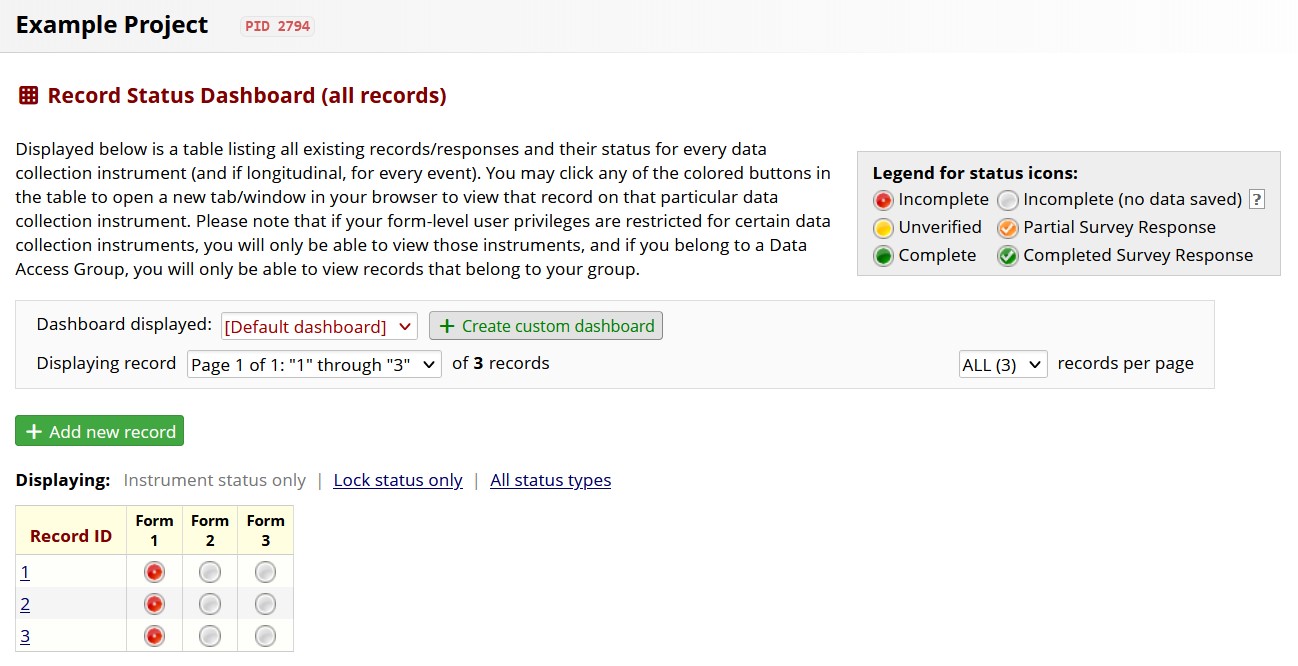 Example Project PID 2794
Record Status Dashboard (all records)
Displayed below is a table listing all existing records/responses and their status for every data
collection instrument (and if longitudinal, for every event). You may click any of the colored buttons in
the table to open a new tab/window in your browser to view that record on that particular data
collection instrument. Please note that if your form-level user privileges are restricted for certain data
collection instruments, you will only be able to view those instruments, and if you belong to a Data
Access Group, you will only be able to view records that belong to your group.
Legend for status icons:
Incomplete Incomplete (no data saved) ?
Unverified Partial Survey Response
Complete Completed Survey Response
Dashboard displayed: [Default dashboard] + Create custom dashboard
Displaying record Page 1 of 1: "1" through "3" of 3 records ALL (3) records per page
+ Add new record
Displaying: Instrument status only | Lock status only | All status types
Record ID Form 1 Form 2 Form 3
1
2
3